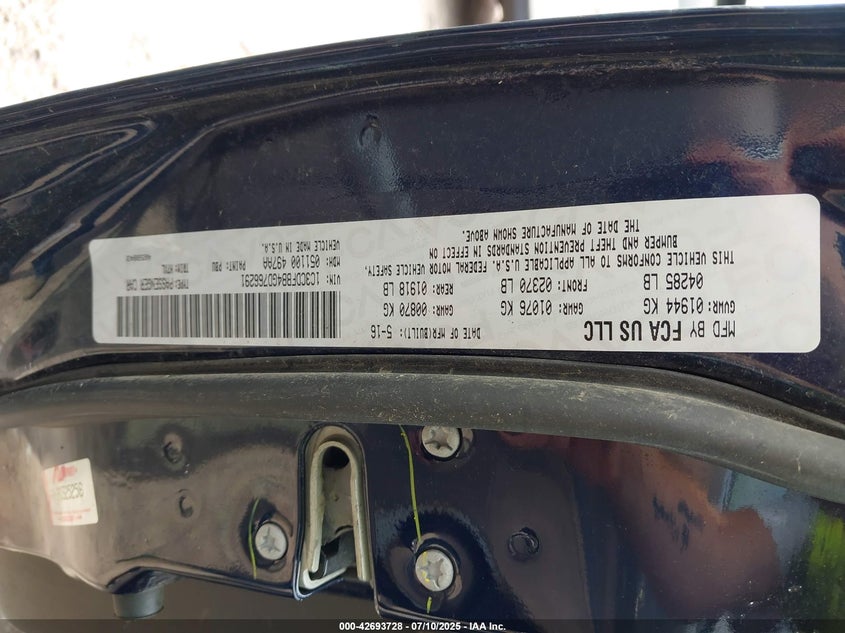 MFD BY FCA US LLC
DATE OF MFR(BUILT): 5-16
GVWR: 01944 KG
04285 LB
GAWR: 01076 KG
FRONT: 02370 LB
GAWR: 00870 KG
REAR: 01918 LB
THIS VEHICLE CONFORMS TO ALL APPLICABLE U.S.A. FEDERAL MOTOR VEHICLE SAFETY,
BUMPER AND THEFT PREVENTION STANDARDS IN EFFECT ON
THE DATE OF MANUFACTURE SHOWN ABOVE.
VIN: 1C3CDFBB4GD766291
TYPE: PASSENGER CAR
MDH: 051100 497AA
PAINT: PBU
VEHICLE MADE IN U.S.A.
000-42693728 - 07/10/2025 - IAA Inc.